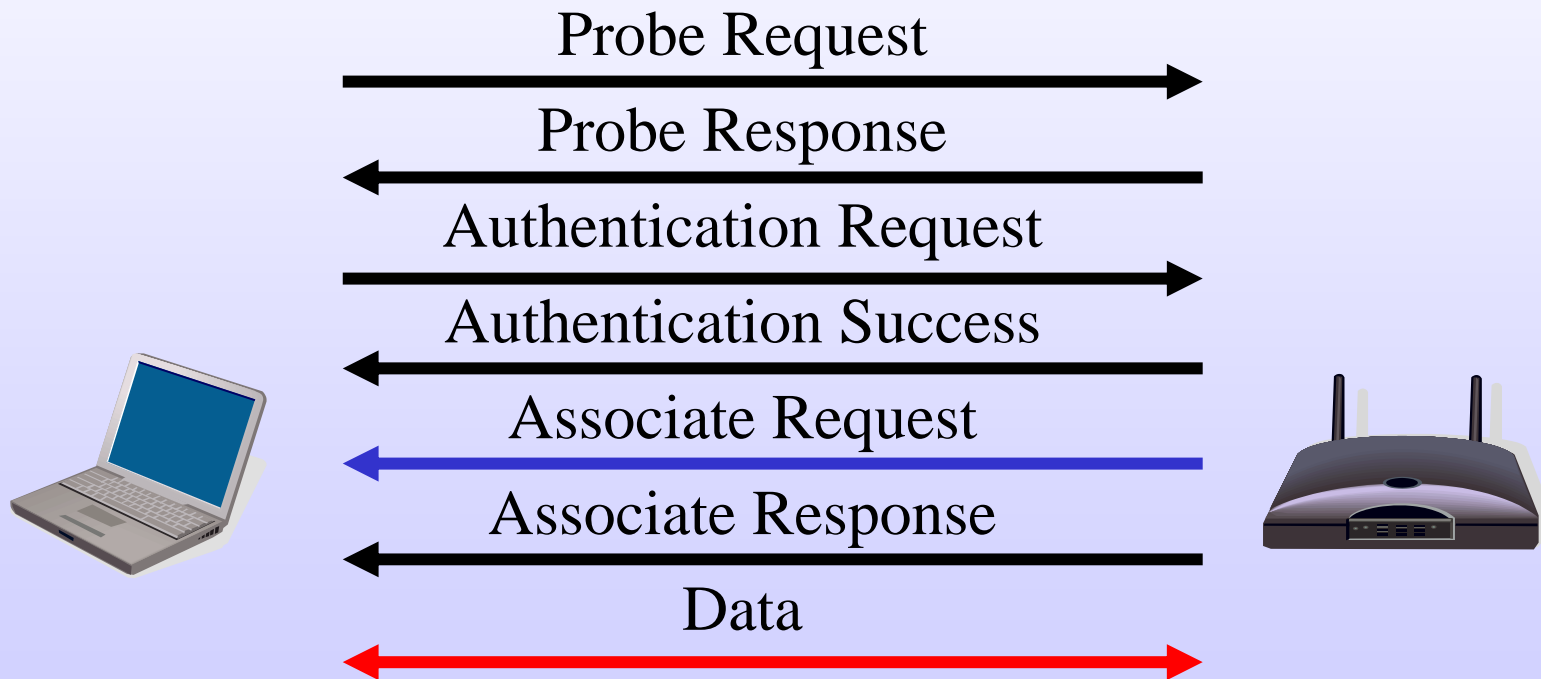 Probe Request
Probe Response
Authentication Request
Authentication Success
Associate Request
Associate Response
Data